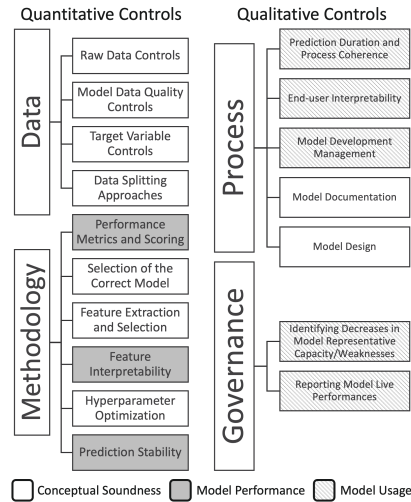 Quantitative Controls
Data
Raw Data Controls
Model Data Quality
Controls
Target Variable
Controls
Data Splitting
Approaches
Methodology
Performance
Metrics and Scoring
Selection of the
Correct Model
Feature Extraction
and Selection
Feature
Interpretability
Hyperparameter
Optimization
Prediction Stability
Qualitative Controls
Process
Prediction Duration and
Process Coherence
End-user Interpretability
Model Development
Management
Model Documentation
Model Design
Governance
Identifying Decreases in
Model Representative
Capacity/Weaknesses
Reporting Model Live
Performances
Conceptual Soundness
Model Performance
Model Usage